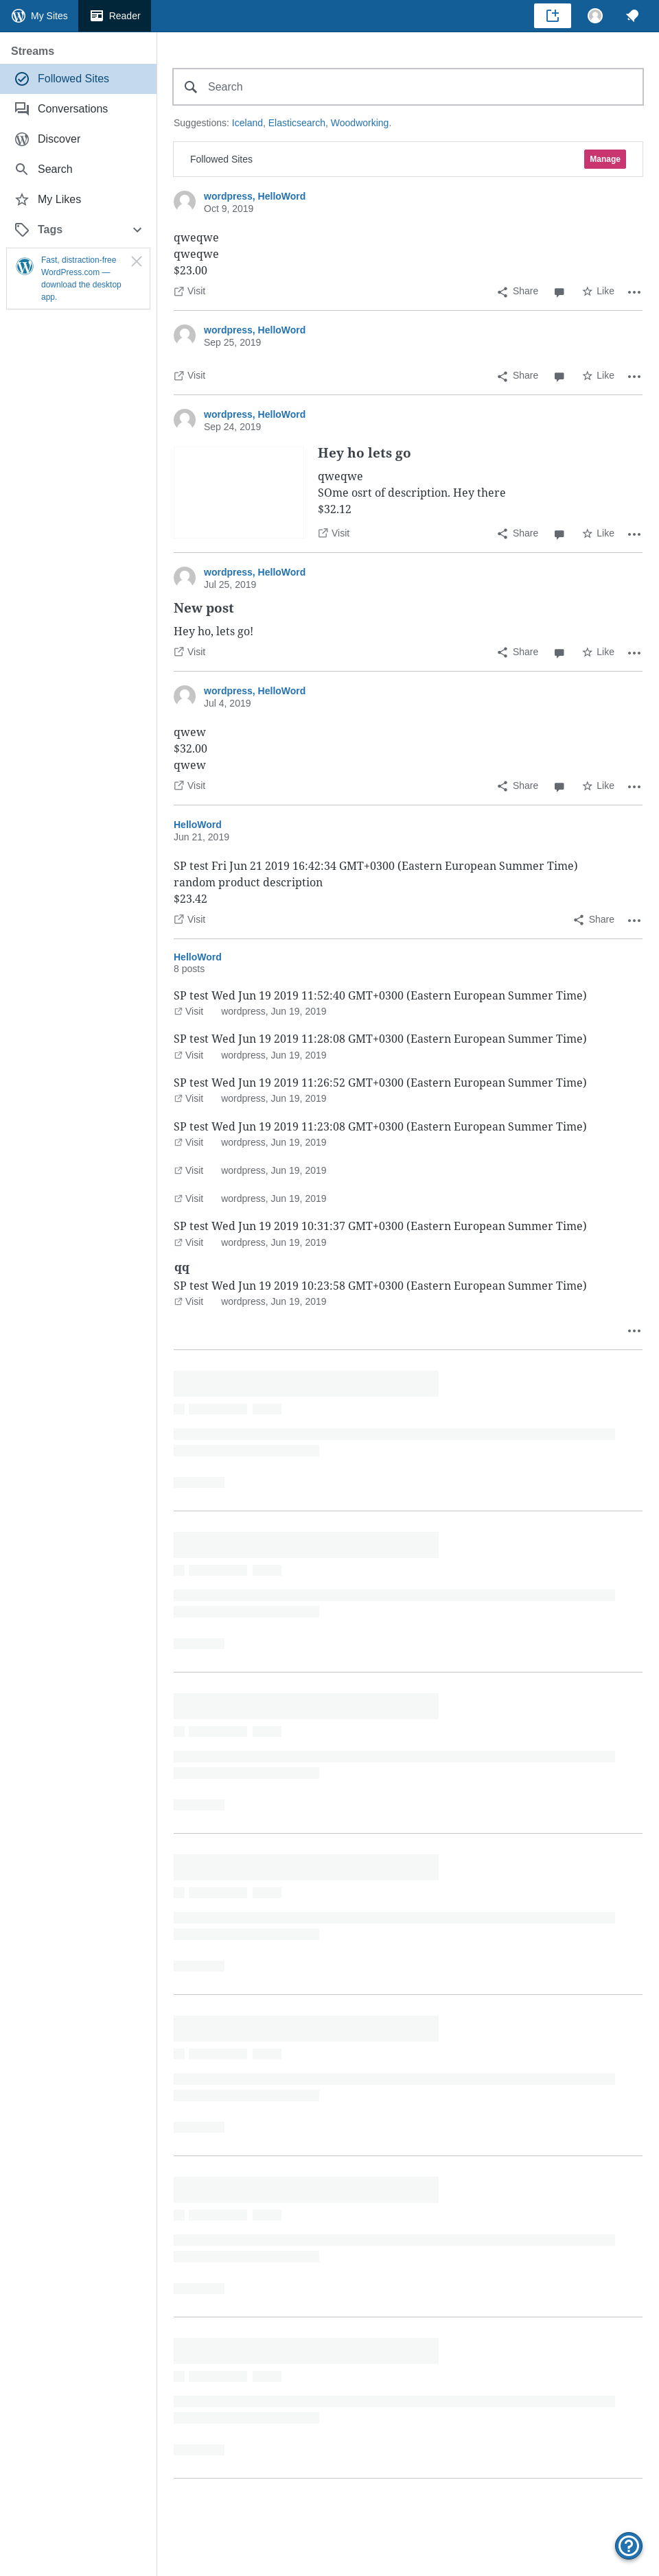 My Sites
Reader
Streams
Followed Sites
Conversations
Discover
Search
My Likes
Tags
Fast, distraction-free
WordPress.com —
download the desktop
app.
Search
Suggestions: Iceland, Elasticsearch, Woodworking.
Followed Sites
Manage
wordpress, HelloWord
Oct 9, 2019
qweqwe
qweqwe
$23.00
Visit Share Like
wordpress, HelloWord
Sep 25, 2019
Visit Share Like
wordpress, HelloWord
Sep 24, 2019
Hey ho lets go
qweqwe
SOme osrt of description. Hey there
$32.12
Visit Share Like
wordpress, HelloWord
Jul 25, 2019
New post
Hey ho, lets go!
Visit Share Like
wordpress, HelloWord
Jul 4, 2019
qwew
$32.00
qwew
Visit Share Like
HelloWord
Jun 21, 2019
SP test Fri Jun 21 2019 16:42:34 GMT+0300 (Eastern European Summer Time)
random product description
$23.42
Visit Share
HelloWord
8 posts
SP test Wed Jun 19 2019 11:52:40 GMT+0300 (Eastern European Summer Time)
Visit wordpress, Jun 19, 2019
SP test Wed Jun 19 2019 11:28:08 GMT+0300 (Eastern European Summer Time)
Visit wordpress, Jun 19, 2019
SP test Wed Jun 19 2019 11:26:52 GMT+0300 (Eastern European Summer Time)
Visit wordpress, Jun 19, 2019
SP test Wed Jun 19 2019 11:23:08 GMT+0300 (Eastern European Summer Time)
Visit wordpress, Jun 19, 2019
Visit wordpress, Jun 19, 2019
Visit wordpress, Jun 19, 2019
SP test Wed Jun 19 2019 10:31:37 GMT+0300 (Eastern European Summer Time)
Visit wordpress, Jun 19, 2019
qq
SP test Wed Jun 19 2019 10:23:58 GMT+0300 (Eastern European Summer Time)
Visit wordpress, Jun 19, 2019